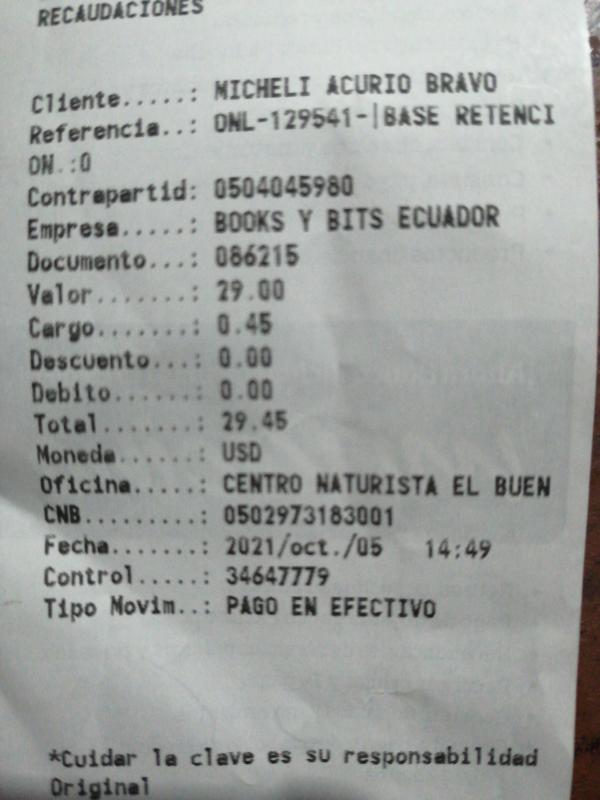 RECAUDACIONES
Cliente.....: MICHELI ACURIO BRAVO
Referencia..: ONL-129541-|BASE RETENCI
ON.:0
Contrapartid: 0504045980
Empresa.....: BOOKS Y BITS ECUADOR
Documento...: 086215
Valor.......: 29.00
Cargo.......: 0.45
Descuento...: 0.00
Debito......: 0.00
Total.......: 29.45
Moneda......: USD
Oficina.....: CENTRO NATURISTA EL BUEN
CNB.........: 0502973183001
Fecha.......: 2021/oct./05 14:49
Control.....: 34647779
Tipo Movim..: PAGO EN EFECTIVO
*Cuidar la clave es su responsabilidad
Original